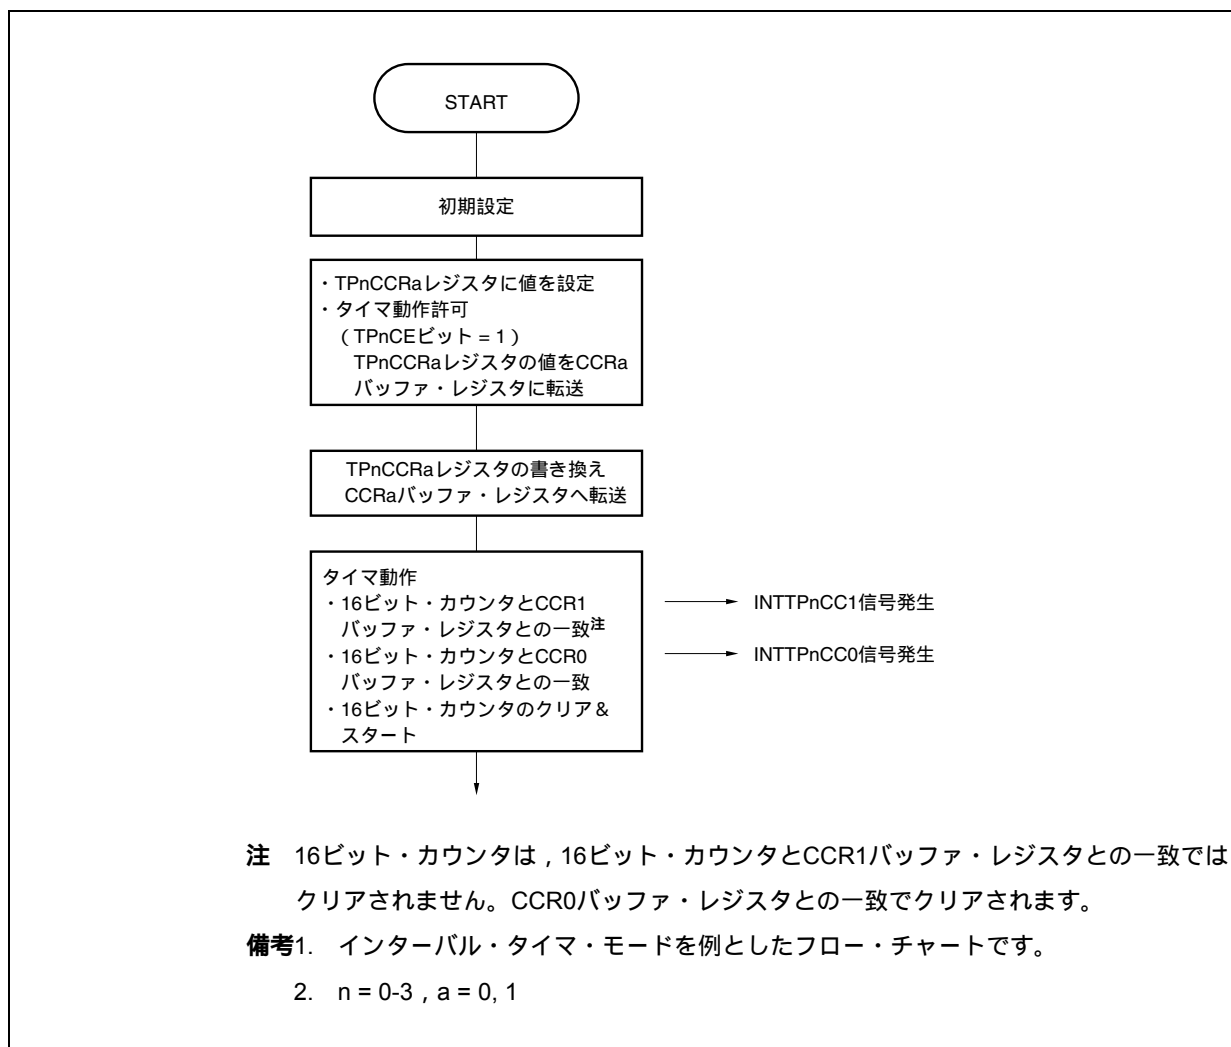 START
初期設定
・TPnCCRaレジスタに値を設定
・タイマ動作許可
（TPnCEビット = 1）
TPnCCRaレジスタの値をCCRa
バッファ・レジスタに転送
TPnCCRaレジスタの書き換え
CCRaバッファ・レジスタへ転送
タイマ動作
・16ビット・カウンタとCCR1
バッファ・レジスタとの一致注
・16ビット・カウンタとCCR0
バッファ・レジスタとの一致
・16ビット・カウンタのクリア＆
スタート
INTTPnCC1信号発生
INTTPnCC0信号発生
注 16ビット・カウンタは，16ビット・カウンタとCCR1バッファ・レジスタとの一致では
クリアされません。CCR0バッファ・レジスタとの一致でクリアされます。
備考1. インターバル・タイマ・モードを例としたフロー・チャートです。
2. n = 0-3，a = 0, 1